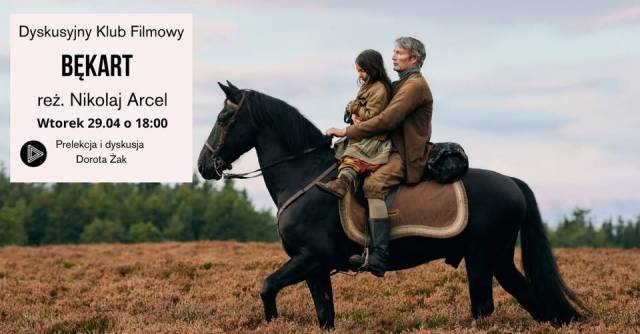 Dyskusyjny Klub Filmowy
BĘKART
reż. Nikolaj Arcel
Wtorek 29.04 o 18:00
Prelekcja i dyskusja
Dorota Żak